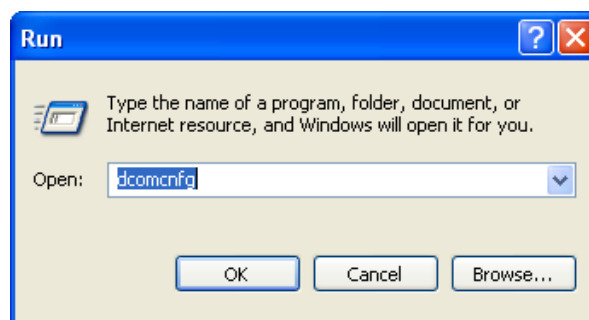 Run
?
Type the name of a program, folder, document, or
Internet resource, and Windows will open it for you.
Open: dcomcnfg
OK Cancel Browse...